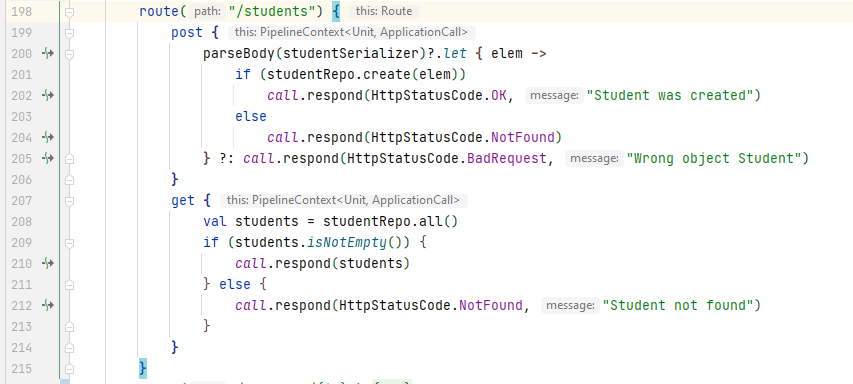 198 route( path: "/students") { this: Route
199 post { this: PipelineContext<Unit, ApplicationCall>
200 parseBody(studentSerializer)?.let { elem ->
201 if (studentRepo.create(elem))
202 call.respond(HttpStatusCode.OK, message: "Student was created")
203 else
204 call.respond(HttpStatusCode.NotFound)
205 } ?: call.respond(HttpStatusCode.BadRequest, message: "Wrong object Student")
206 }
207 get { this: PipelineContext<Unit, ApplicationCall>
208 val students = studentRepo.all()
209 if (students.isNotEmpty()) {
210 call.respond(students)
211 } else {
212 call.respond(HttpStatusCode.NotFound, message: "Student not found")
213 }
214 }
215 }